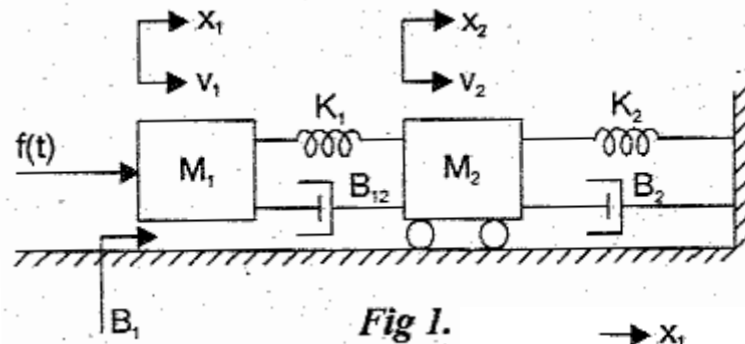 x₁ x₂
v₁ v₂
K₁ K₂
f(t) M₁ B₁₂ M₂ B₂
B₁ Fig 1. x₁